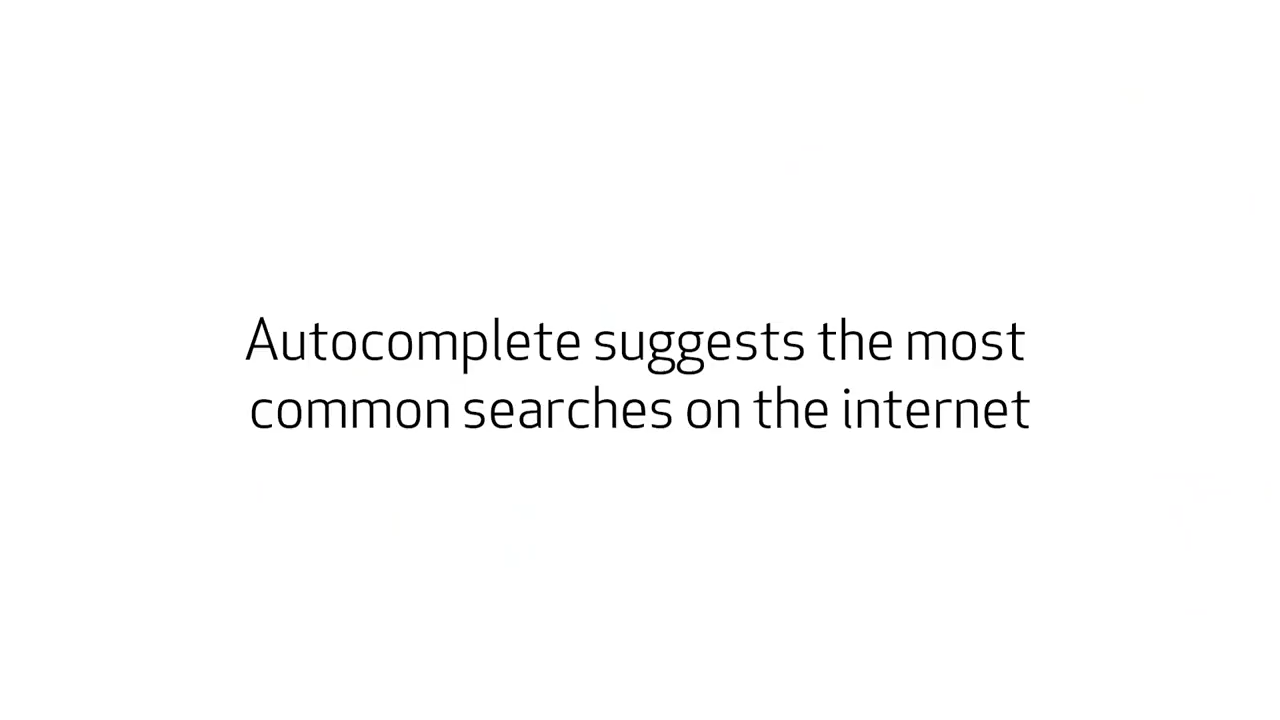 Autocomplete suggests the most
common searches on the internet